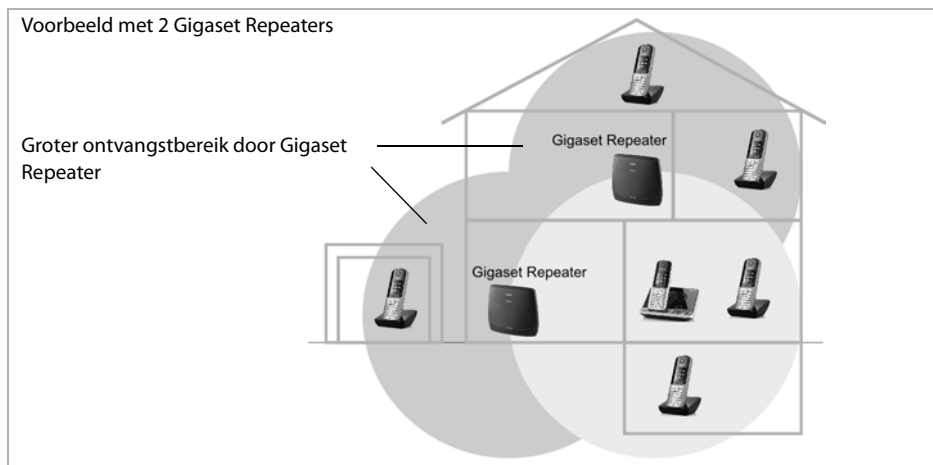 Voorbeeld met 2 Gigaset Repeaters
Groter ontvangstbereik door Gigaset
Repeater
Gigaset Repeater
Gigaset Repeater